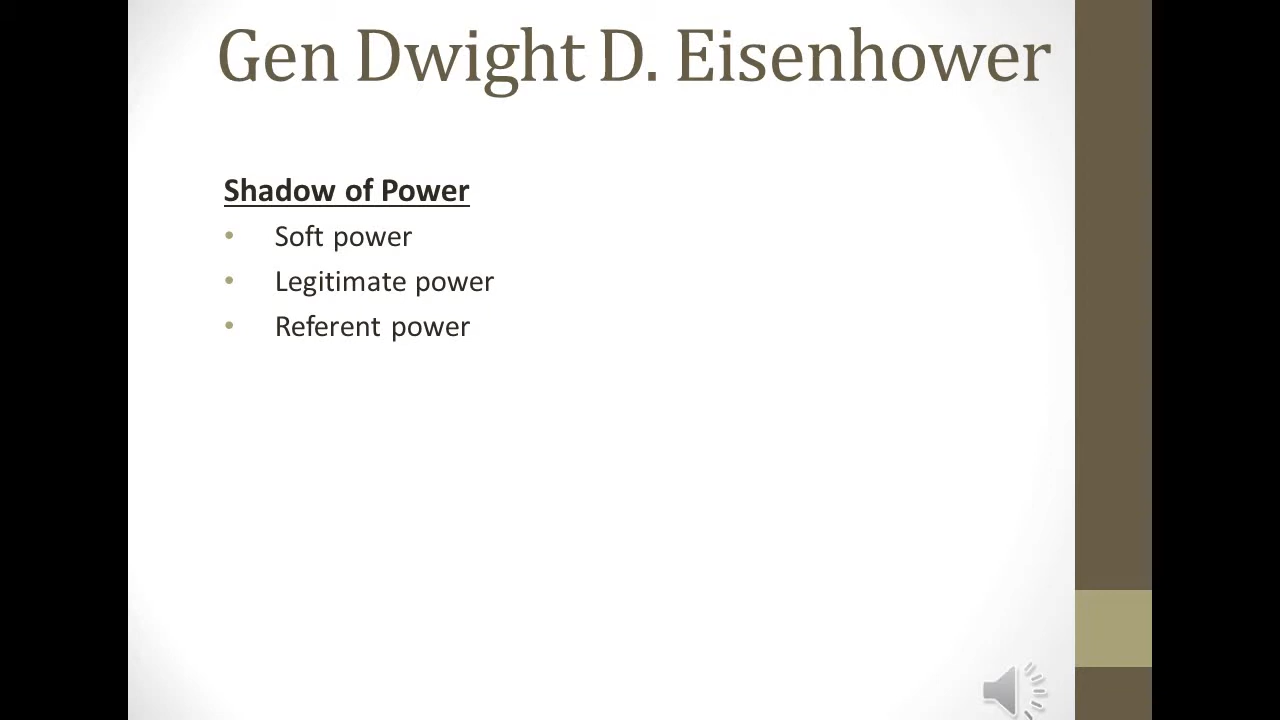 Gen Dwight D. Eisenhower
Shadow of Power
• Soft power
• Legitimate power
• Referent power